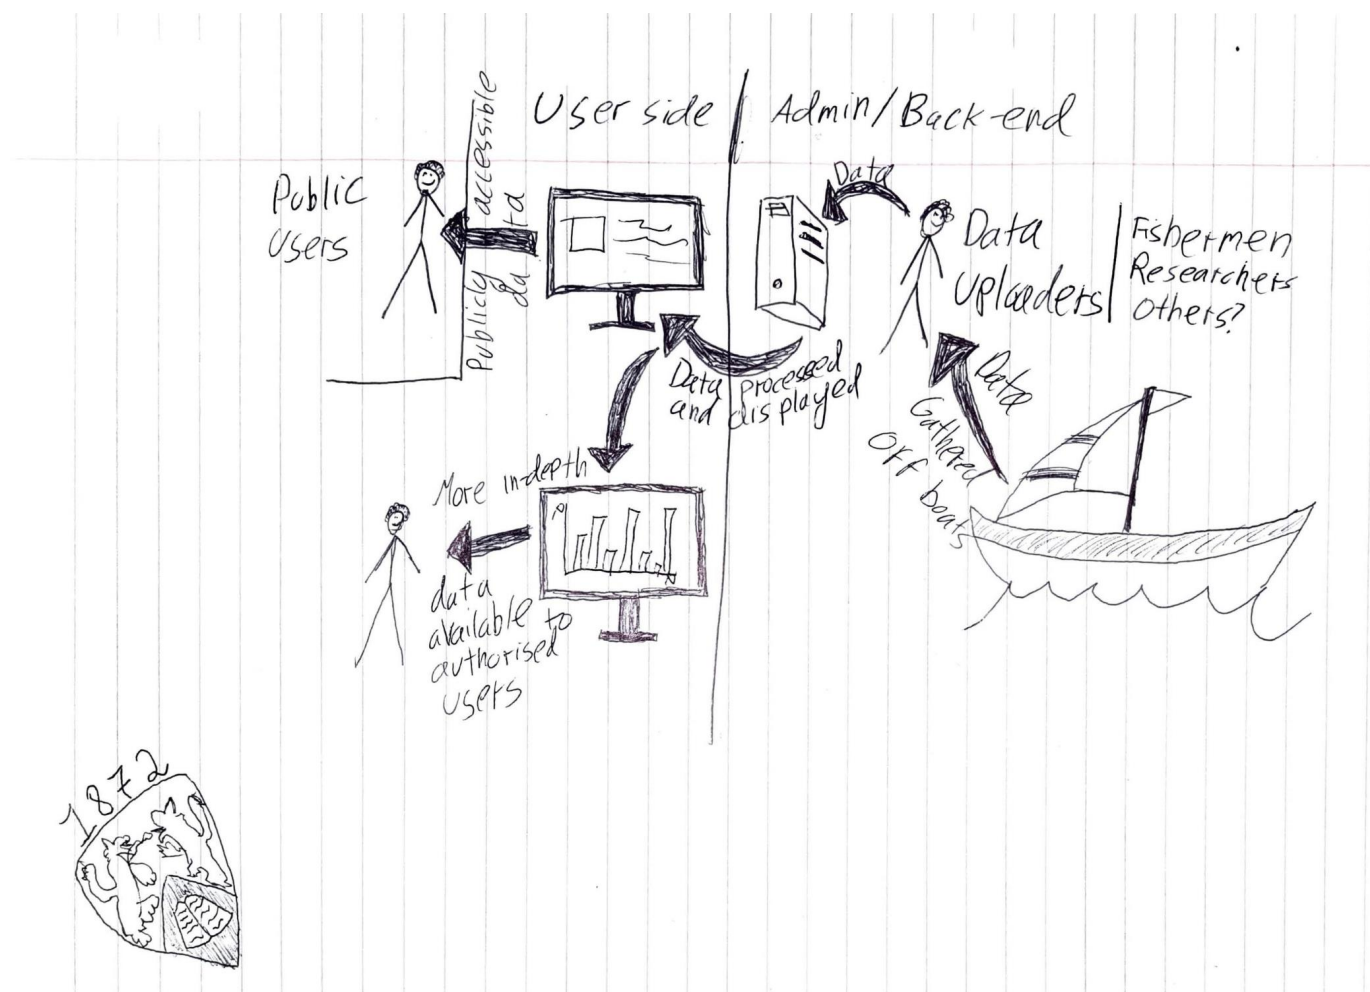 User side
Admin/Back-end
Public
Users
Publicly accessible
data
Data
Data
Uploaders
Fishermen
Researchers
Others?
Data processed
and displayed
Data
Gathered
Off boats
More in-depth
data
available to
authorised
users
1872